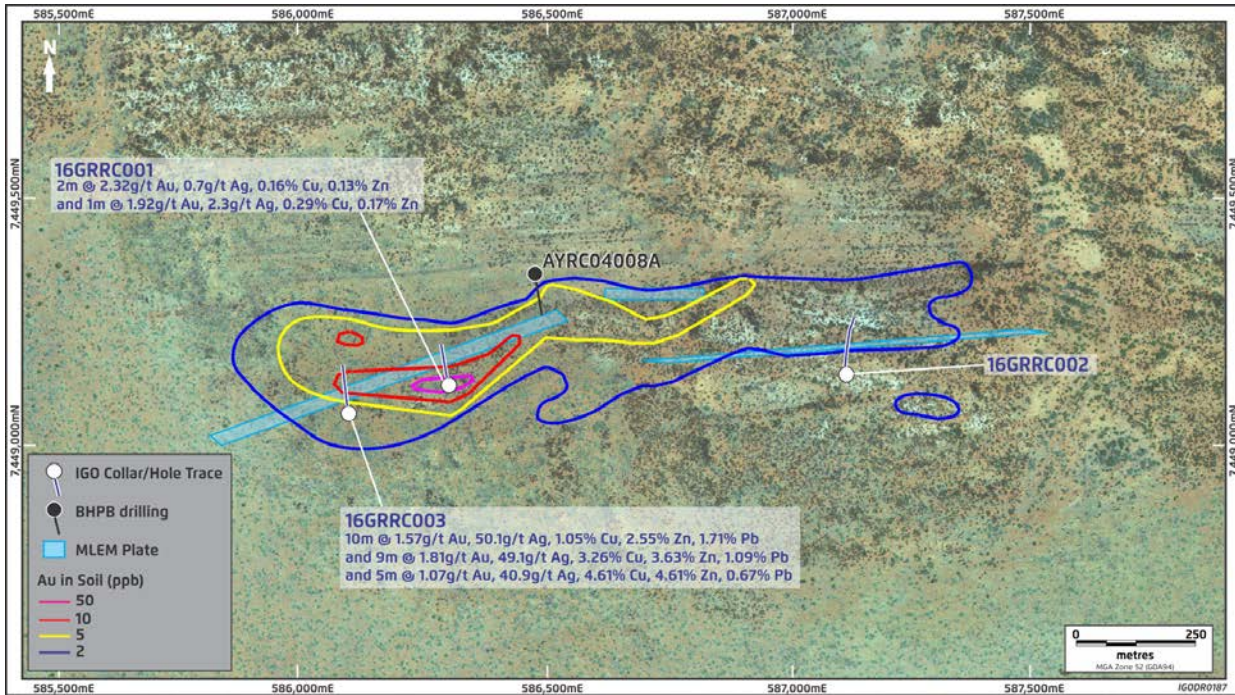 585,500mE 586,000mE 586,500mE 587,000mE 587,500mE
N
16GRRC001
2m @ 2.32g/t Au, 0.7g/t Ag, 0.16% Cu, 0.13% Zn
and 1m @ 1.92g/t Au, 2.3g/t Ag, 0.29% Cu, 0.17% Zn
7,449,500mN
7,449,500mN
AYRC04008A
16GRRC002
7,449,000mN
7,449,000mN
IGO Collar/Hole Trace
BHPB drilling
MLEM Plate
Au in Soil (ppb)
50
10
5
2
16GRRC003
10m @ 1.57g/t Au, 50.1g/t Ag, 1.05% Cu, 2.55% Zn, 1.71% Pb
and 9m @ 1.81g/t Au, 49.1g/t Ag, 3.26% Cu, 3.63% Zn, 1.09% Pb
and 5m @ 1.07g/t Au, 40.9g/t Ag, 4.61% Cu, 4.61% Zn, 0.67% Pb
0 250
metres
MGA Zone 52 (GDA94)
585,500mE 586,000mE 586,500mE 587,000mE 587,500mE
IGODR0187